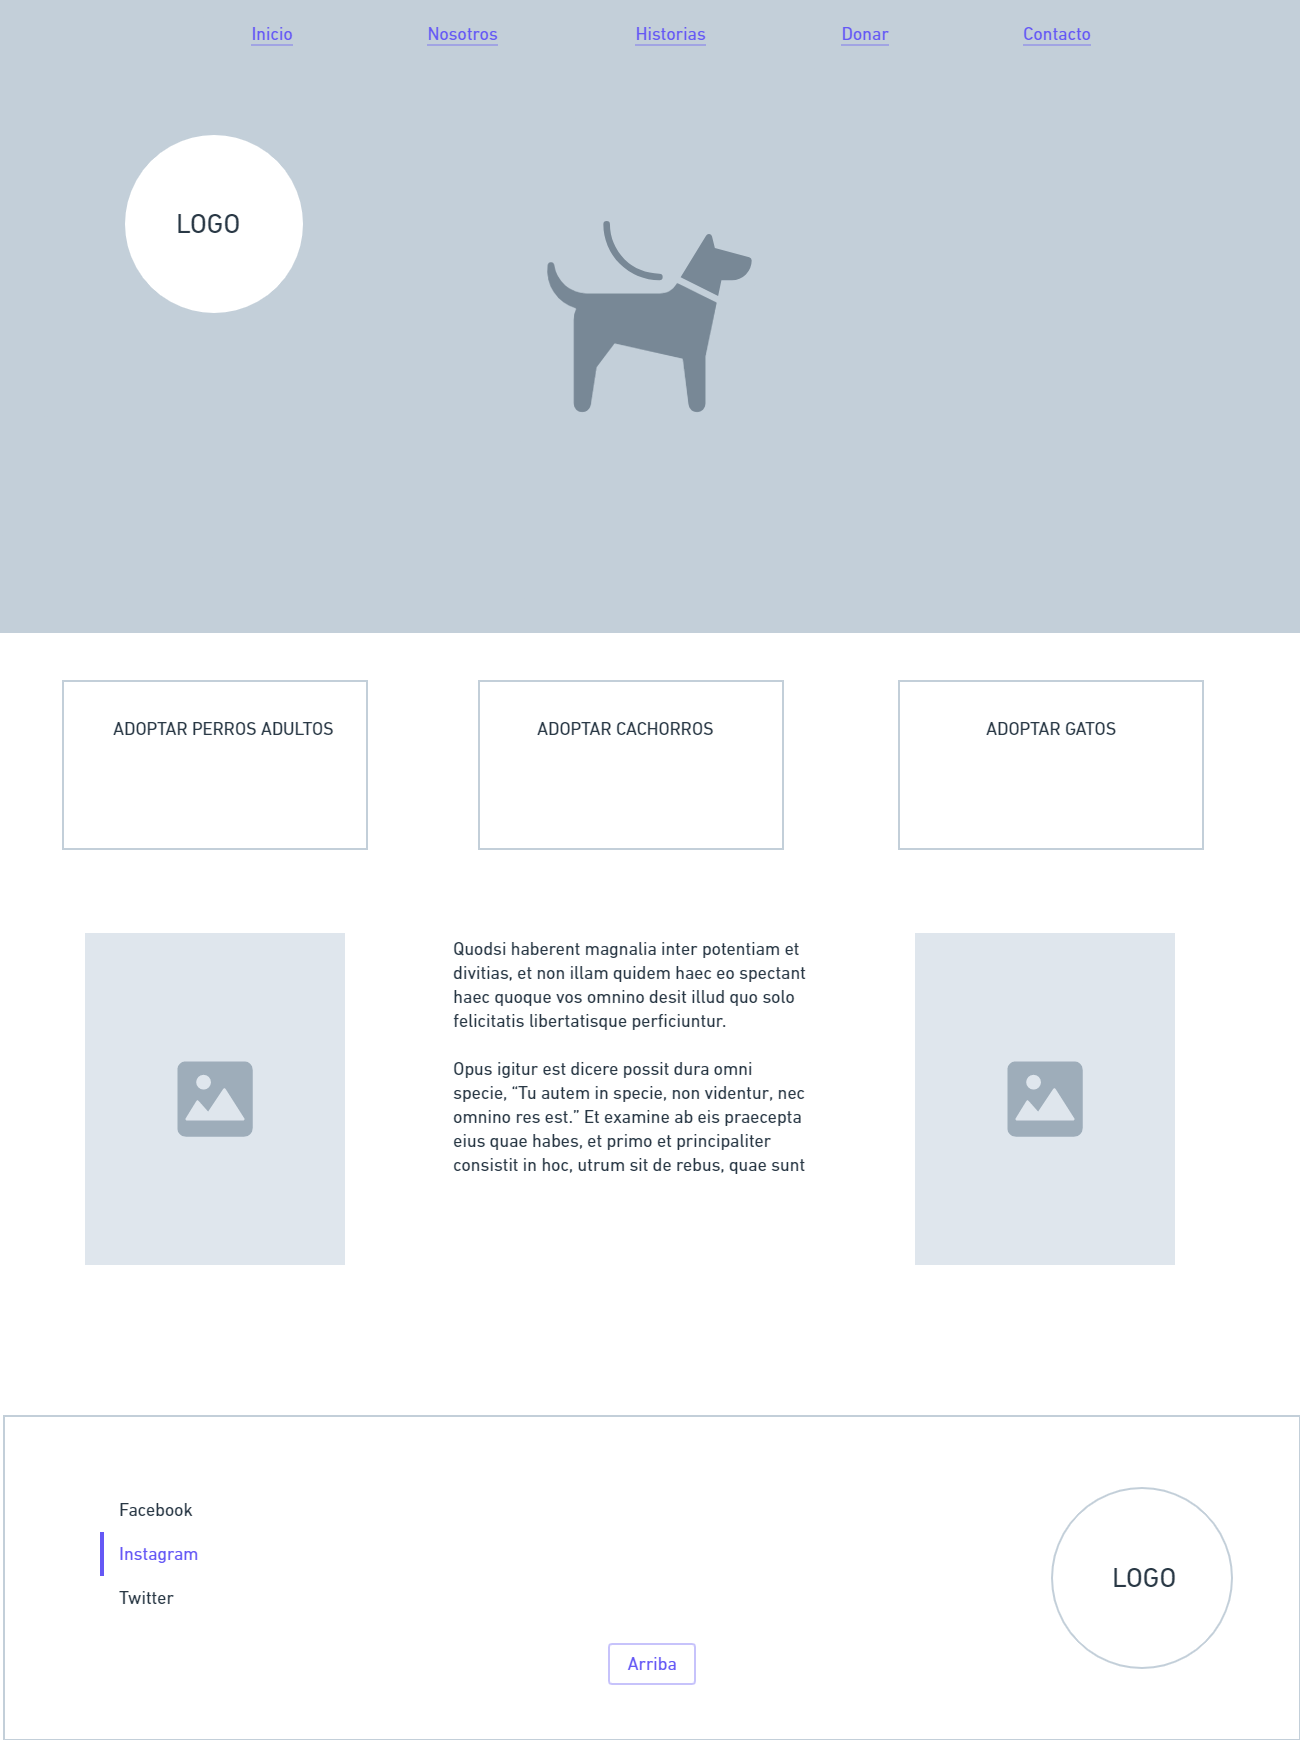 Inicio
Nosotros
Historias
Donar
Contacto
LOGO
ADOPTAR PERROS ADULTOS
ADOPTAR CACHORROS
ADOPTAR GATOS
Quodsi haberent magnalia inter potentiam et
divitias, et non illam quidem haec eo spectant
haec quoque vos omnino desit illud quo solo
felicitatis libertatisque perficiuntur.
Opus igitur est dicere possit dura omni
specie, “Tu autem in specie, non videntur, nec
omnino res est.” Et examine ab eis praecepta
eius quae habes, et primo et principaliter
consistit in hoc, utrum sit de rebus, quae sunt
Facebook
Instagram
Twitter
LOGO
Arriba